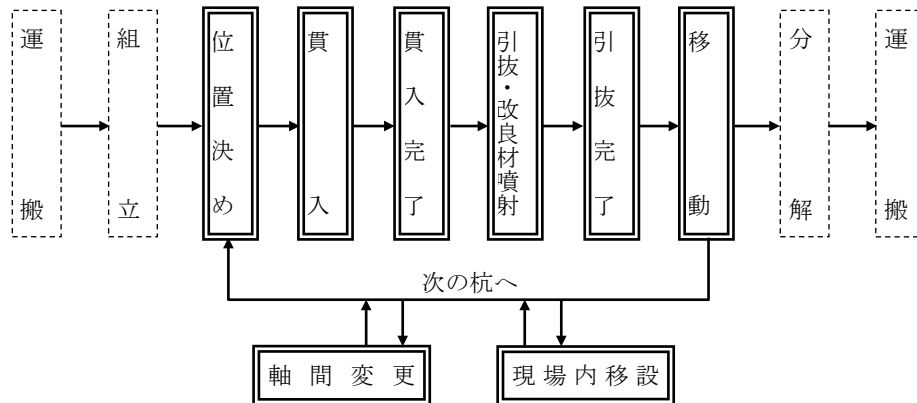 運搬
組立
位置決め
貫入
貫入完了
引抜・改良材噴射
引抜完了
移動
分解
運搬
次の杭へ
軸間変更
現場内移設